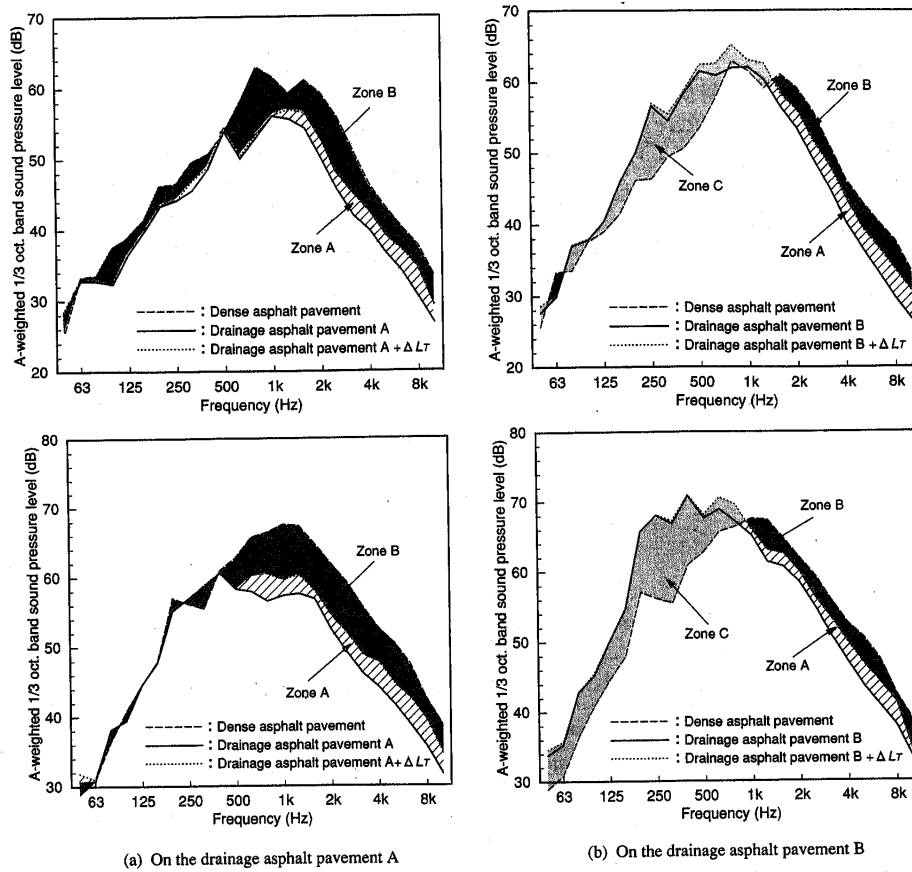 A-weighted 1/3 oct. band sound pressure level (dB)
70
60
50
40
30
20
Zone B
Zone A
: Dense asphalt pavement
: Drainage asphalt pavement A
: Drainage asphalt pavement A + Δ LT
63 125 250 500 1k 2k 4k 8k
Frequency (Hz)
A-weighted 1/3 oct. band sound pressure level (dB)
70
60
50
40
30
20
Zone B
Zone C
Zone A
: Dense asphalt pavement
: Drainage asphalt pavement B
: Drainage asphalt pavement B + Δ LT
63 125 250 500 1k 2k 4k 8k
Frequency (Hz)
A-weighted 1/3 oct. band sound pressure level (dB)
80
70
60
50
40
30
Zone B
Zone A
: Dense asphalt pavement
: Drainage asphalt pavement A
: Drainage asphalt pavement A + Δ LT
63 125 250 500 1k 2k 4k 8k
Frequency (Hz)
(a) On the drainage asphalt pavement A
A-weighted 1/3 oct. band sound pressure level (dB)
80
70
60
50
40
30
Zone B
Zone C
Zone A
: Dense asphalt pavement
: Drainage asphalt pavement B
: Drainage asphalt pavement B + Δ LT
63 125 250 500 1k 2k 4k 8k
Frequency (Hz)
(b) On the drainage asphalt pavement B